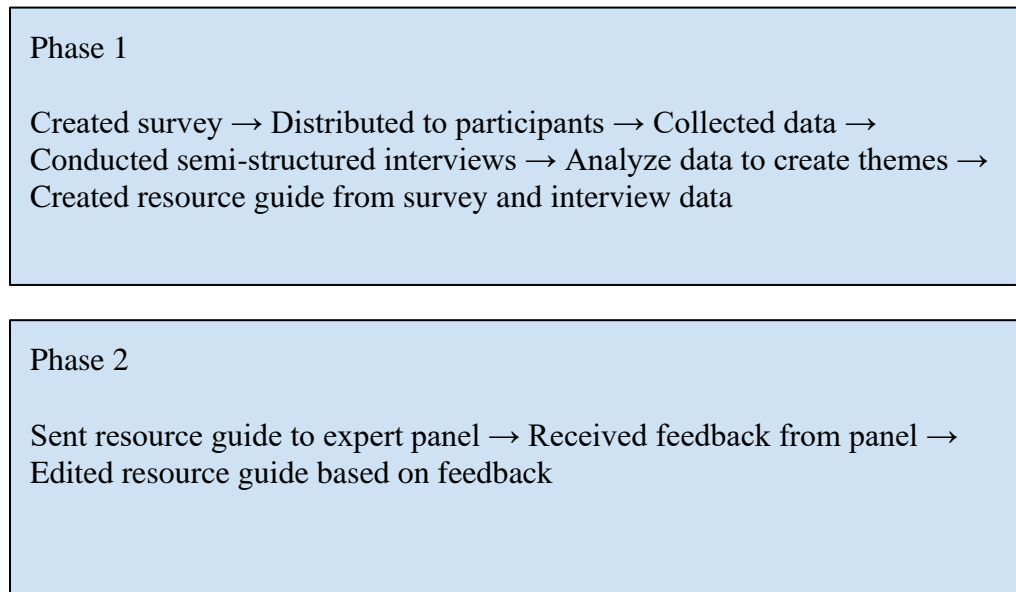 Phase 1
Created survey → Distributed to participants → Collected data →
Conducted semi-structured interviews → Analyze data to create themes →
Created resource guide from survey and interview data
Phase 2
Sent resource guide to expert panel → Received feedback from panel →
Edited resource guide based on feedback